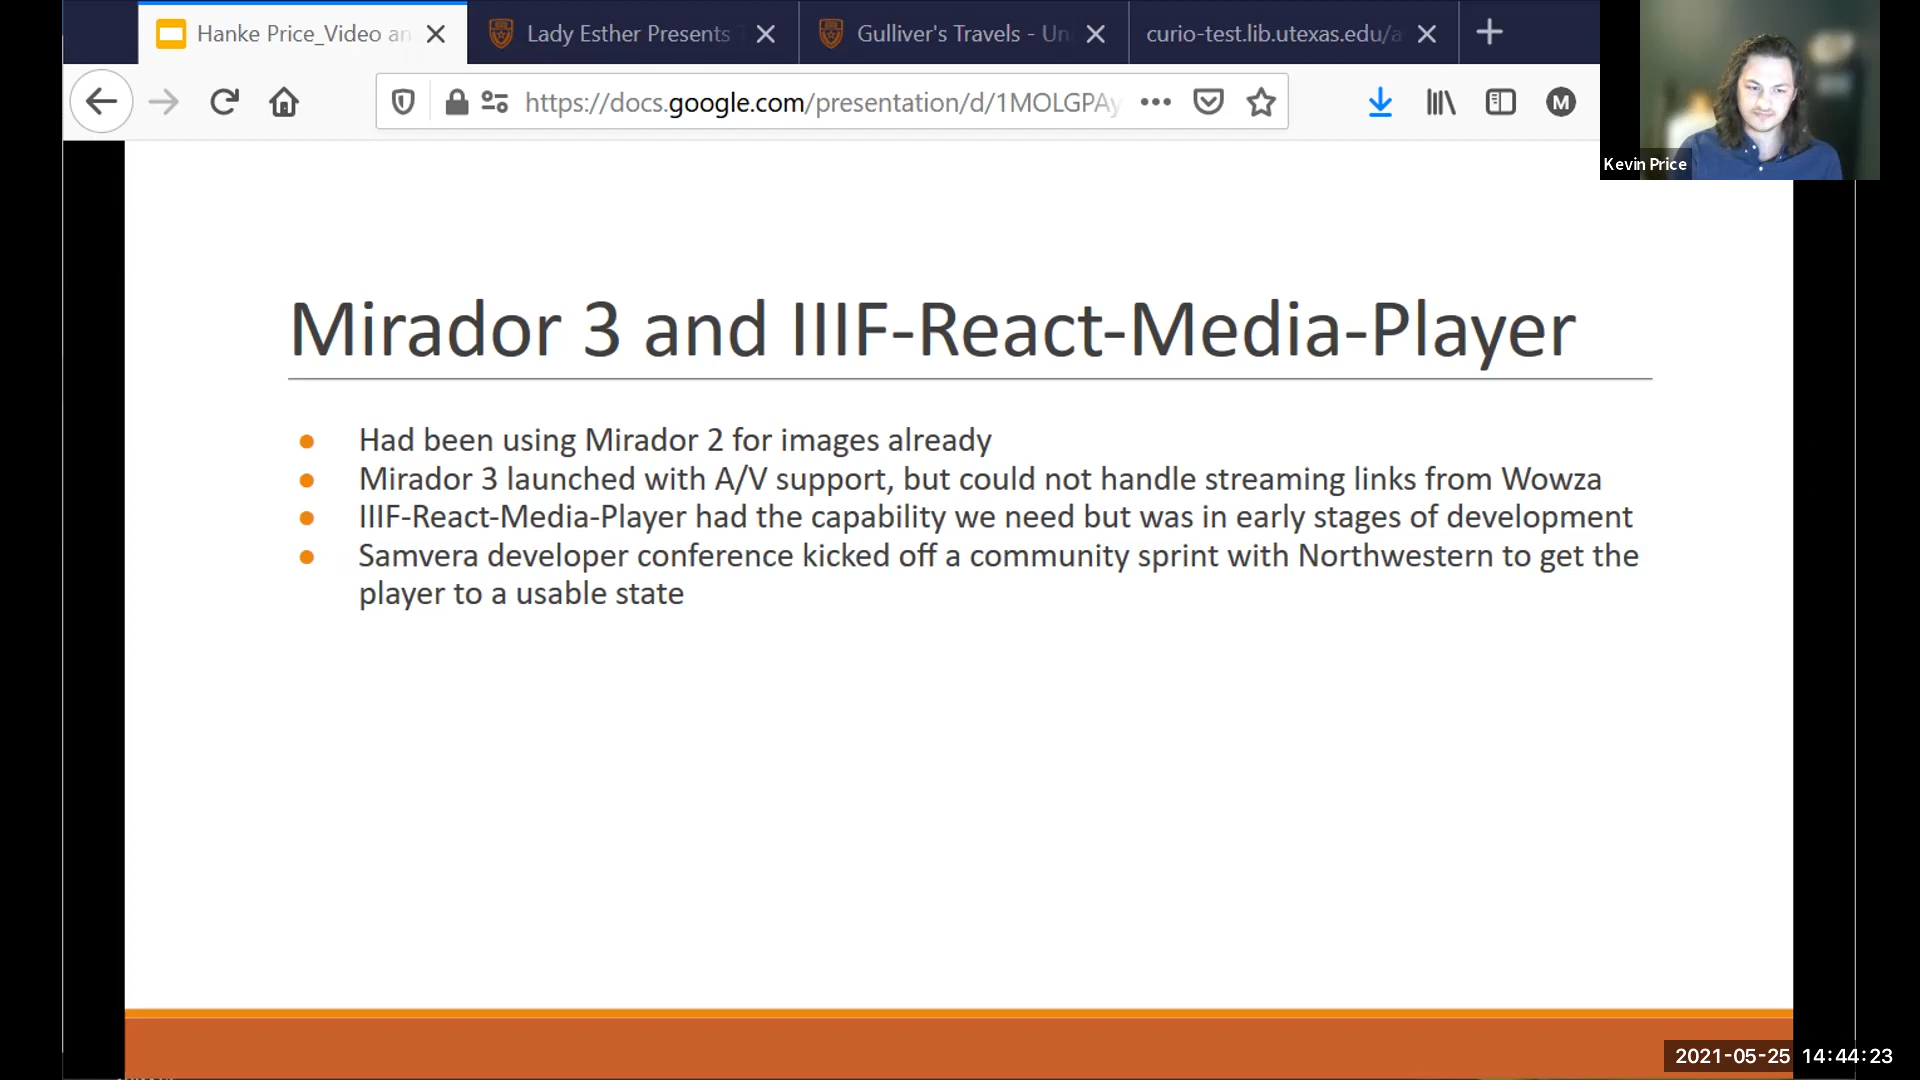 Hanke Price_Video an
Lady Esther Presents
Gulliver's Travels - Un
curio-test.lib.utexas.edu/a
https://docs.google.com/presentation/d/1MOLGPAy
M
Kevin Price
Mirador 3 and IIIF-React-Media-Player
Had been using Mirador 2 for images already
Mirador 3 launched with A/V support, but could not handle streaming links from Wowza
IIIF-React-Media-Player had the capability we need but was in early stages of development
Samvera developer conference kicked off a community sprint with Northwestern to get the
player to a usable state
2021-05-25 14:44:23